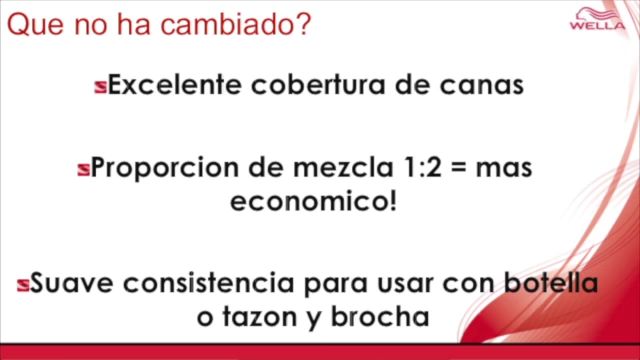 Que no ha cambiado?
WELLA
Excelente cobertura de canas
Proporcion de mezcla 1:2 = mas
economico!
Suave consistencia para usar con botella
o tazon y brocha